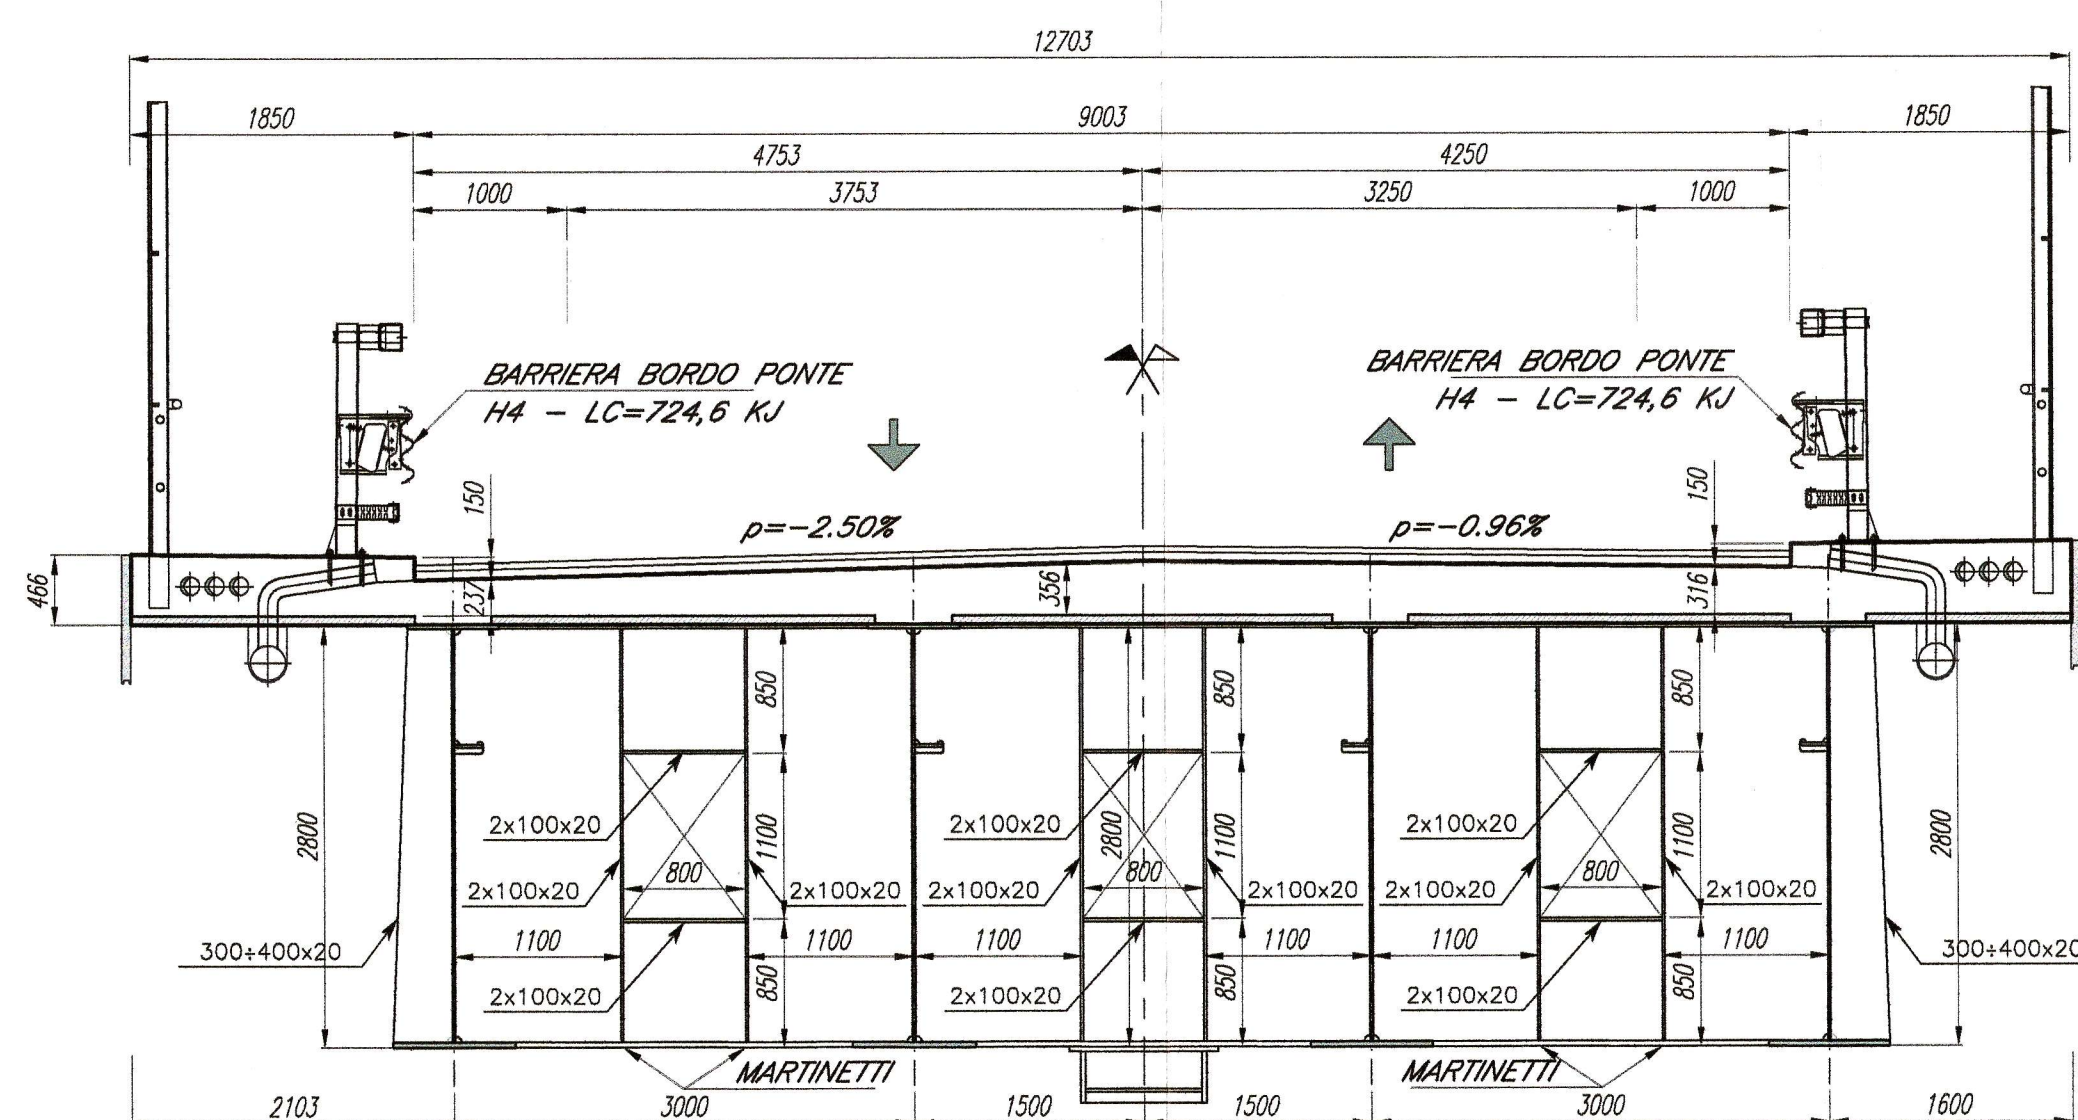 12703
1850
9003
1850
4753
4250
1000
3753
3250
1000
BARRIERA BORDO PONTE
H4 - LC=724,6 KJ
BARRIERA BORDO PONTE
H4 - LC=724,6 KJ
150
p=-2.50%
p=-0.96%
150
466
237
356
316
850
850
850
2800
2x100x20
1100
2x100x20
2800
1100
2x100x20
1100
2800
800
800
800
2x100x20
2x100x20
2x100x20
2x100x20
2x100x20
2x100x20
300÷400x20
1100
1100
1100
1100
1100
1100
300÷400x20
2x100x20
850
2x100x20
850
2x100x20
850
MARTINETTI
MARTINETTI
2103
3000
1500
1500
3000
1600